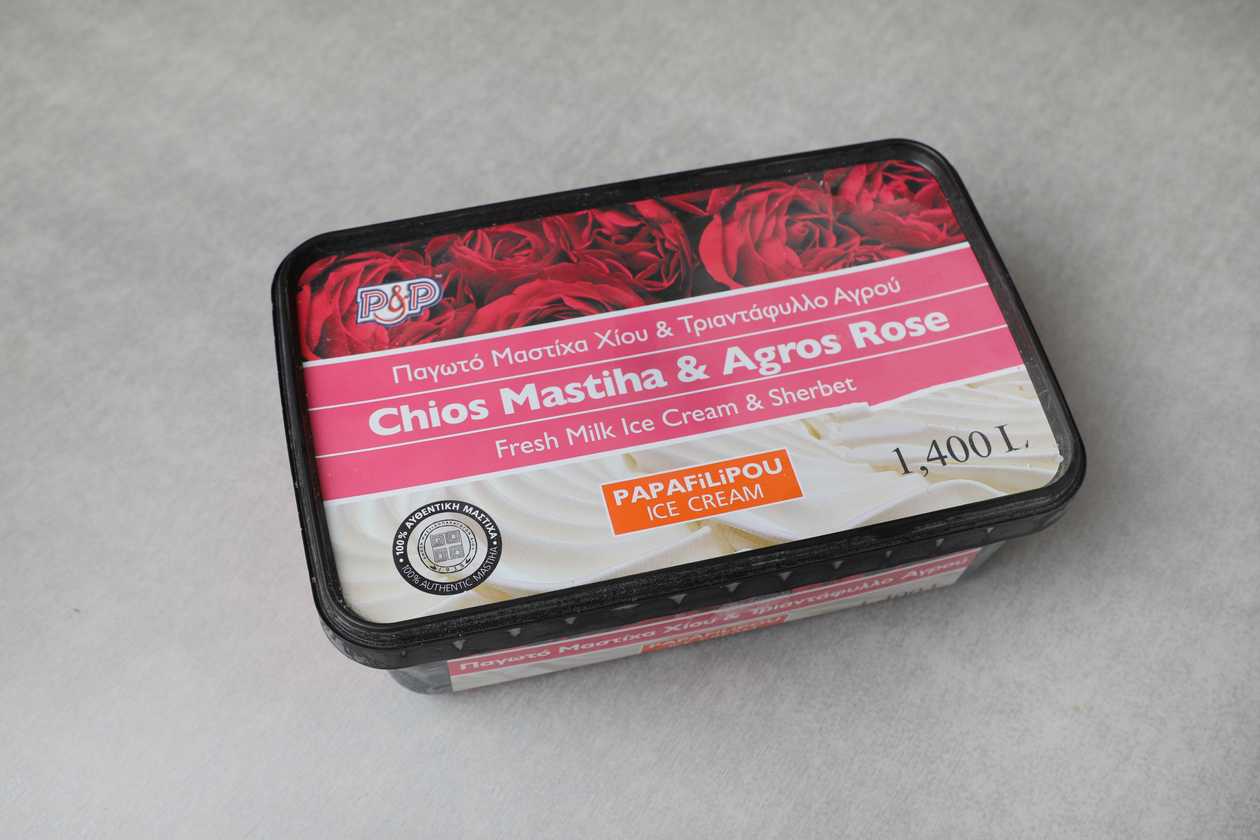 P&P
Παγωτό Μαστίχα Χίου & Τριαντάφυλλο Αγρού
Chios Mastiha & Agros Rose
Fresh Milk Ice Cream & Sherbet
1,400 L
PAPAFiLiPOU
ICE CREAM
• 100% ΑΥΘΕΝΤΙΚΗ ΜΑΣΤΙΧΑ •
100% AUTHENTIC MASTIHA
Παγωτό Μαστίχα Χίου & Τριαντάφυλλο Αγρού
PAPAFiLiPOU